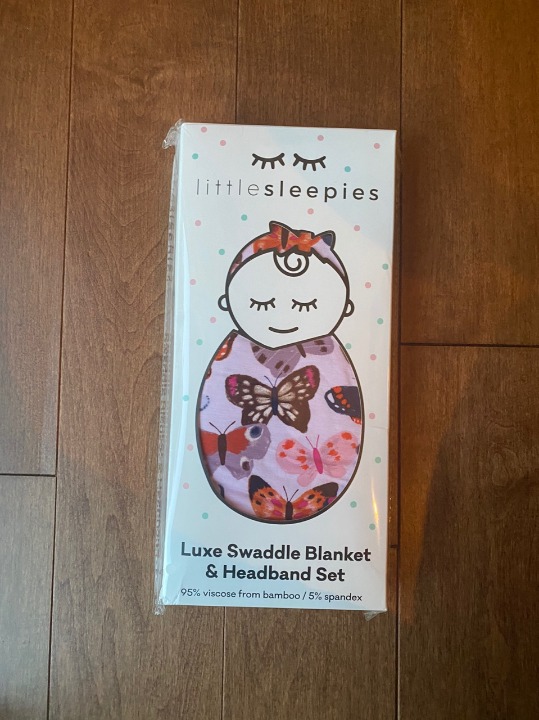 littlesleepies
Luxe Swaddle Blanket
& Headband Set
95% viscose from bamboo / 5% spandex